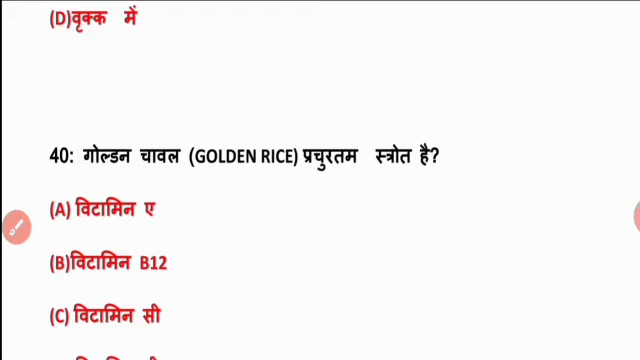 (D)वृक्क में
40: गोल्डन चावल (GOLDEN RICE) प्रचुरतम स्त्रोत है?
(A) विटामिन ए
(B)विटामिन B12
(C) विटामिन सी